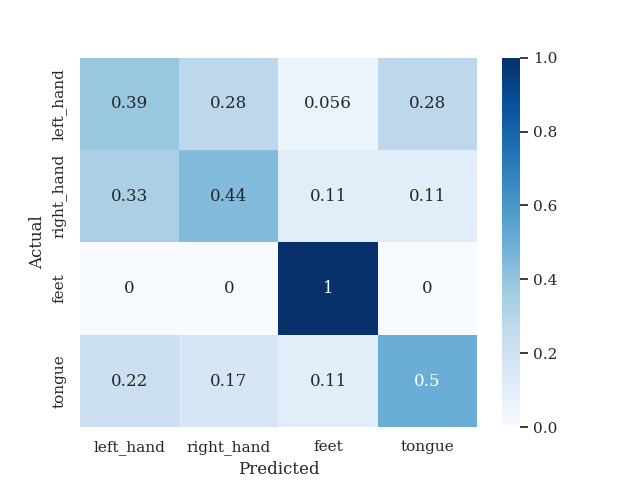 left_hand 0.39 0.28 0.056 0.28
right_hand 0.33 0.44 0.11 0.11
feet 0 0 1 0
tongue 0.22 0.17 0.11 0.5
left_hand right_hand feet tongue
Predicted
Actual
1.0
0.8
0.6
0.4
0.2
0.0